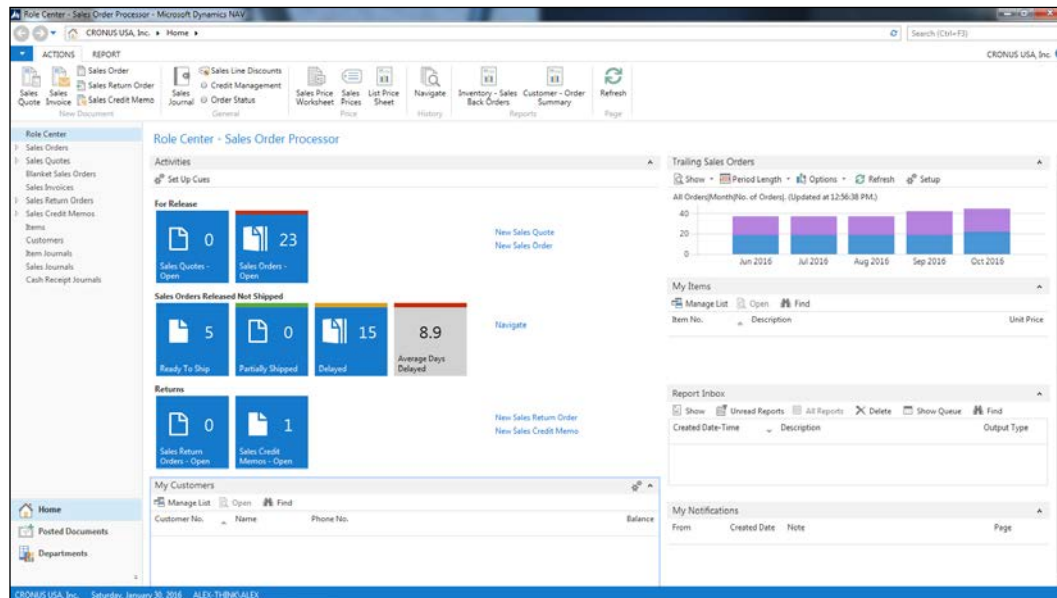 Role Center - Sales Order Processor - Microsoft Dynamics NAV
CRONUS USA, Inc. Home
Search (Ctrl+F3)
ACTIONS REPORT
CRONUS USA, Inc.
Sales Quote
Sales Invoice
Sales Order
Sales Return Order
Sales Credit Memo
New Document
Sales Journal
Sales Line Discounts
Credit Management
Order Status
General
Sales Price Worksheet
Sales Prices
List Price Sheet
Price
Navigate
History
Inventory - Sales Back Orders
Customer - Order Summary
Reports
Refresh
Page
Role Center
Sales Orders
Sales Quotes
Blanket Sales Orders
Sales Invoices
Sales Return Orders
Sales Credit Memos
Items
Customers
Item Journals
Sales Journals
Cash Receipt Journals
Home
Posted Documents
Departments
Role Center - Sales Order Processor
Activities
Set Up Cues
For Release
0
Sales Quotes - Open
23
Sales Orders - Open
New Sales Quote
New Sales Order
Sales Orders Released Not Shipped
5
Ready To Ship
0
Partially Shipped
15
Delayed
8.9
Average Days Delayed
Navigate
Returns
0
Sales Return Orders - Open
1
Sales Credit Memos - Open
New Sales Return Order
New Sales Credit Memo
My Customers
Manage List Open Find
Customer No. Name Phone No. Balance
Trailing Sales Orders
Show Period Length Options Refresh Setup
All Orders|Month|No. of Orders|. (Updated at 12:56:38 PM.)
40
20
0
Jun 2016 Jul 2016 Aug 2016 Sep 2016 Oct 2016
My Items
Manage List Open Find
Item No. Description Unit Price
Report Inbox
Show Unread Reports All Reports Delete Show Queue Find
Created Date-Time Description Output Type
My Notifications
From Created Date Note Page
CRONUS USA, Inc. Saturday, January 30, 2016 ALEX-THINK\ALEX